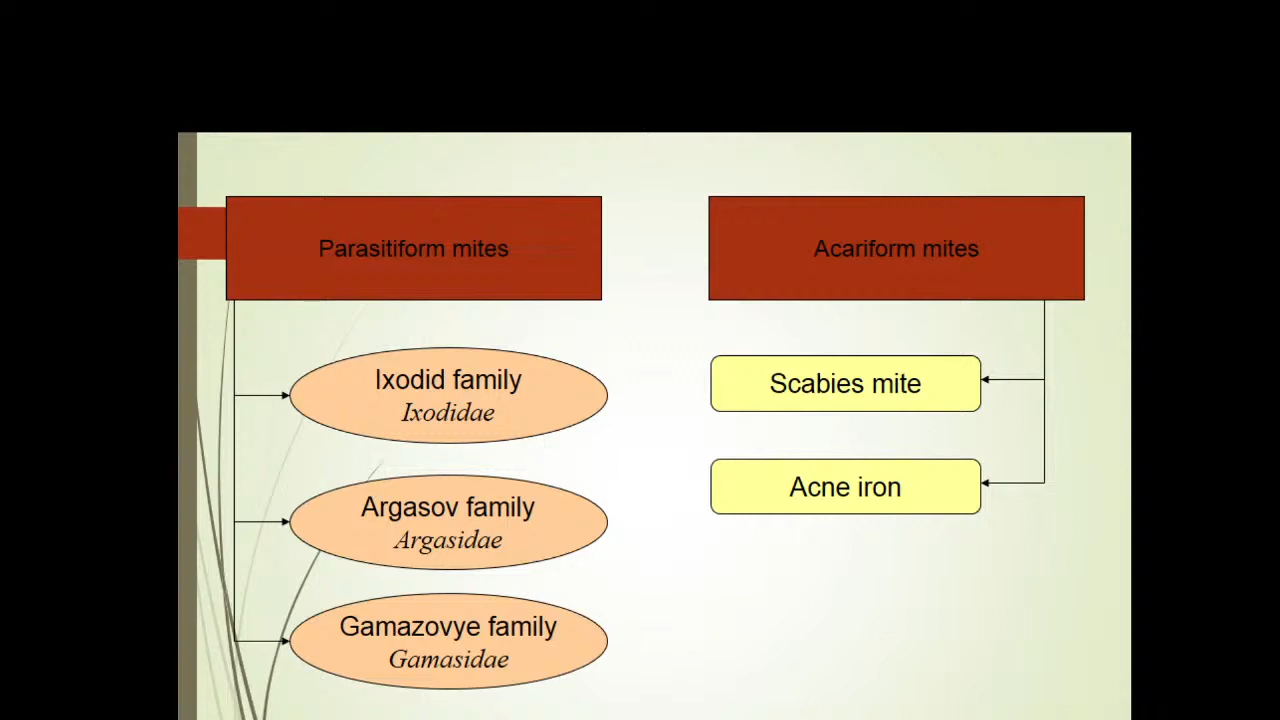 Parasitiform mites
Acariform mites
Ixodid family
Ixodidae
Scabies mite
Argasov family
Argasidae
Acne iron
Gamazovye family
Gamasidae